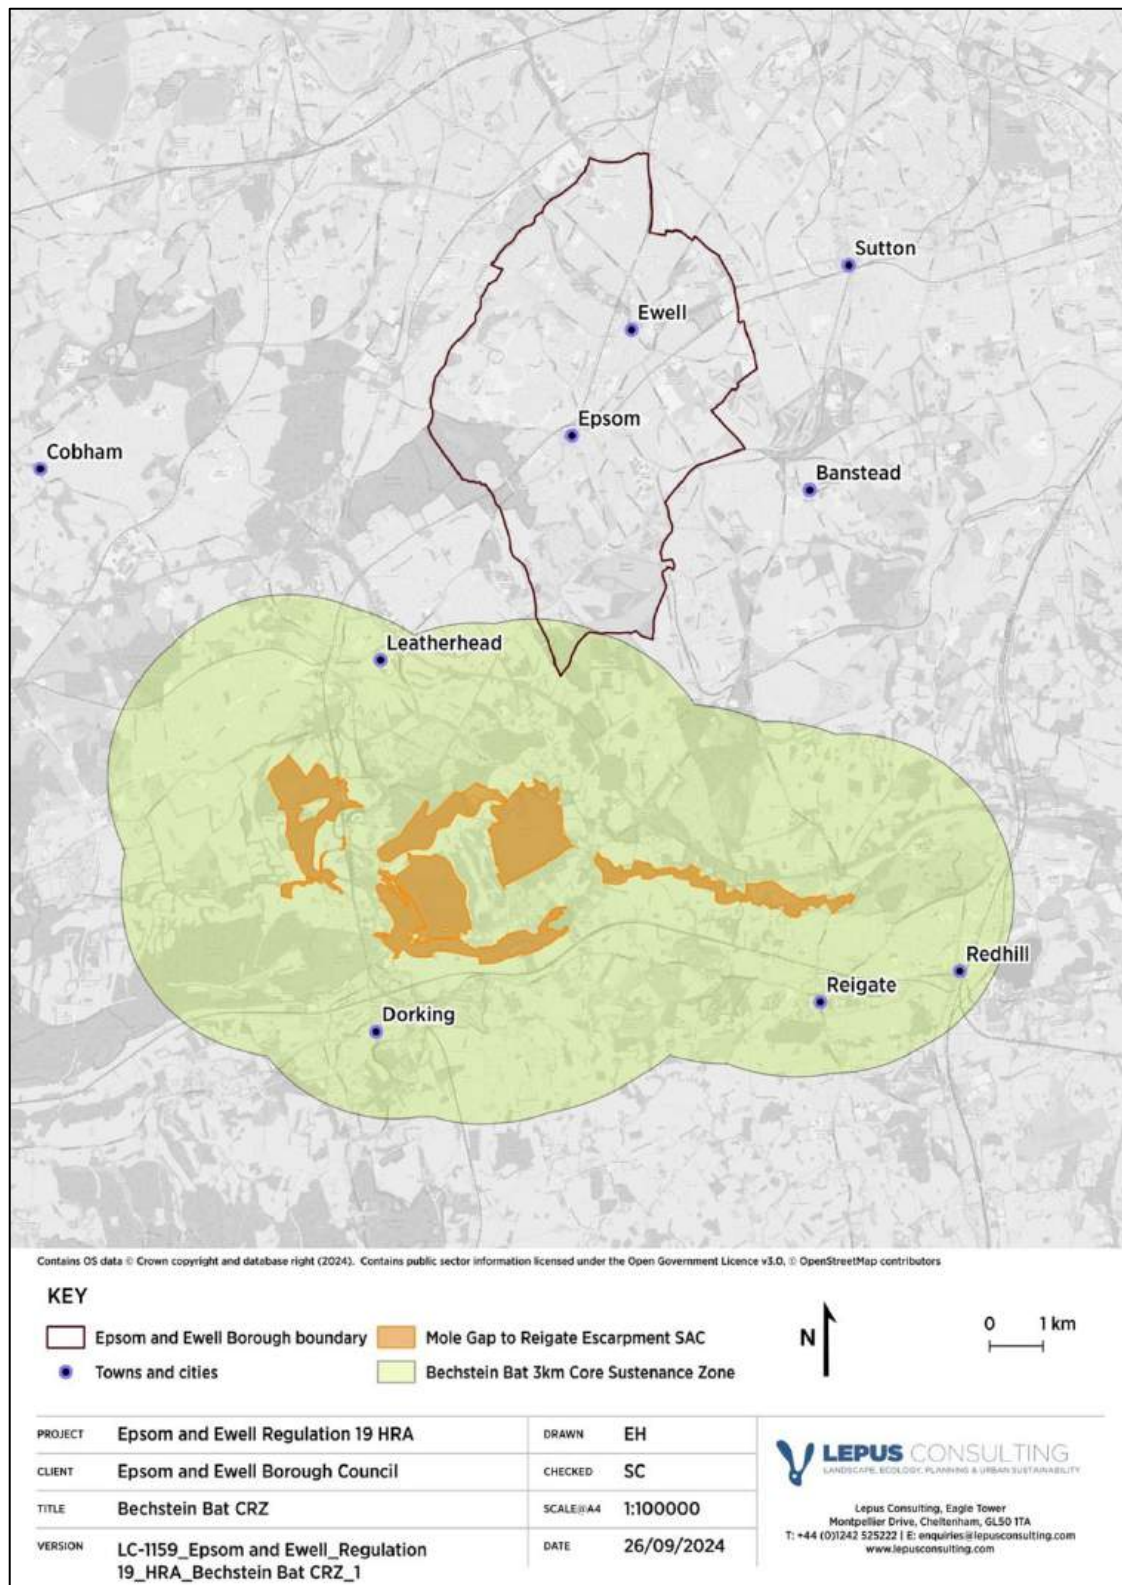 Sutton
Ewell
Epsom
Cobham
Banstead
Leatherhead
Redhill
Reigate
Dorking
Contains OS data © Crown copyright and database right (2024). Contains public sector information licensed under the Open Government Licence v3.0, © OpenStreetMap contributors
KEY
Epsom and Ewell Borough boundary
Mole Gap to Reigate Escarpment SAC
Towns and cities
Bechstein Bat 3km Core Sustenance Zone
N
0 1 km
PROJECT Epsom and Ewell Regulation 19 HRA
DRAWN EH
CLIENT Epsom and Ewell Borough Council
CHECKED SC
TITLE Bechstein Bat CRZ
SCALE@A4 1:100000
VERSION LC-1159_Epsom and Ewell_Regulation
19_HRA_Bechstein Bat CRZ_1
DATE 26/09/2024
LEPUS CONSULTING
LANDSCAPE, ECOLOGY, PLANNING & URBAN SUSTAINABILITY
Lepus Consulting, Eagle Tower
Montpellier Drive, Cheltenham, GL50 1TA
T: +44 (0)1242 525222 | E: enquiries@lepusconsulting.com
www.lepusconsulting.com